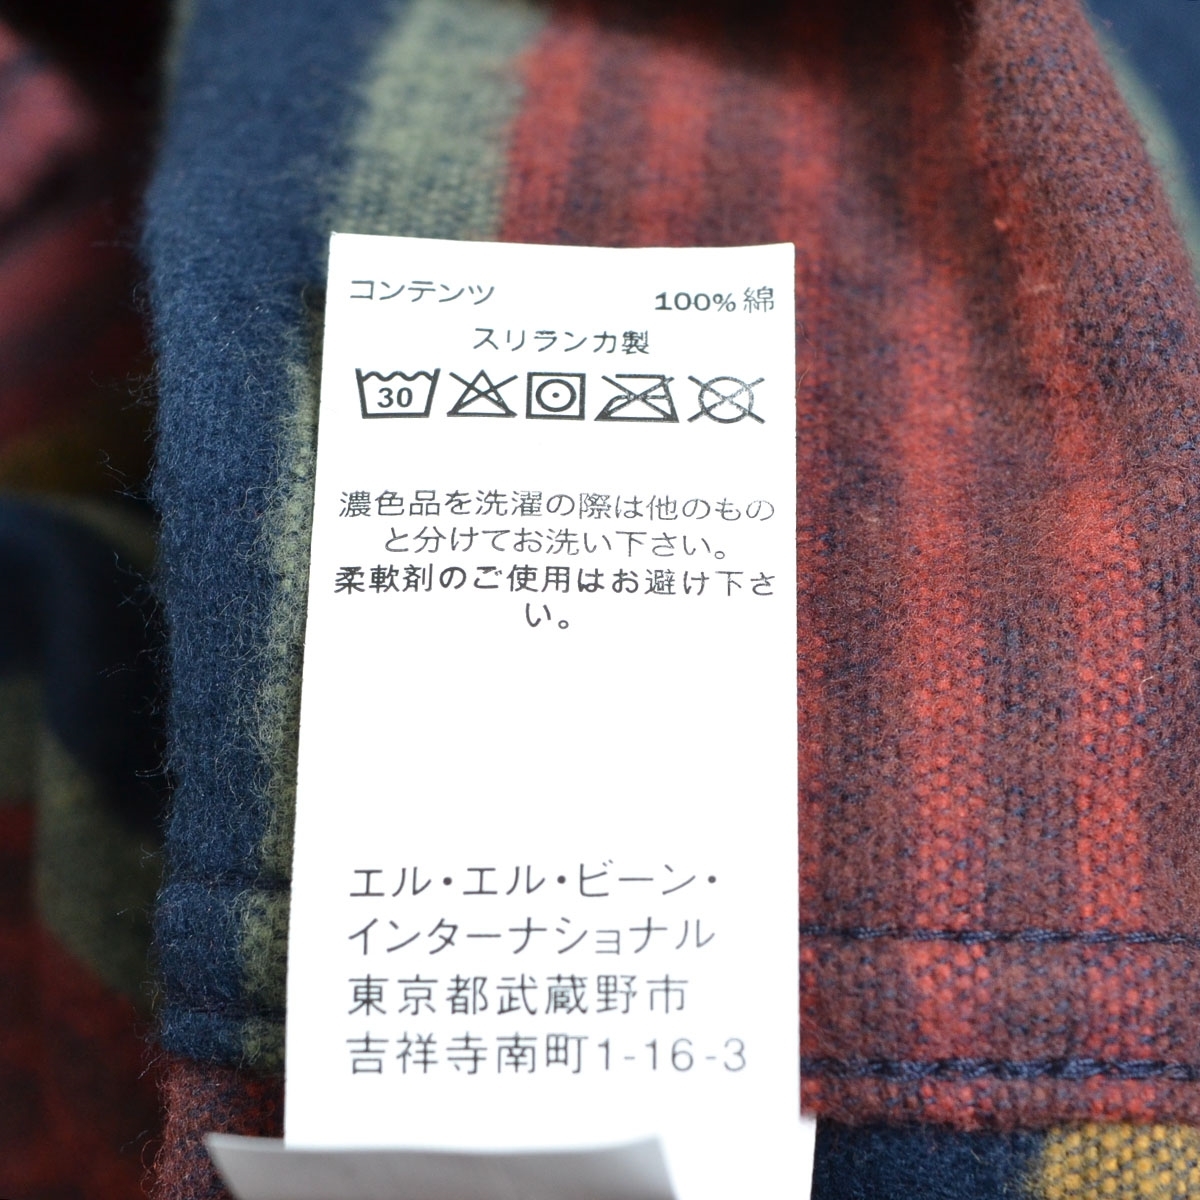 コンテンツ 100% 綿
スリランカ製
30
濃色品を洗濯の際は他のもの
と分けてお洗い下さい。
柔軟剤のご使用はお避け下さ
い。
エル・エル・ビーン・
インターナショナル
東京都武蔵野市
吉祥寺南町1-16-3